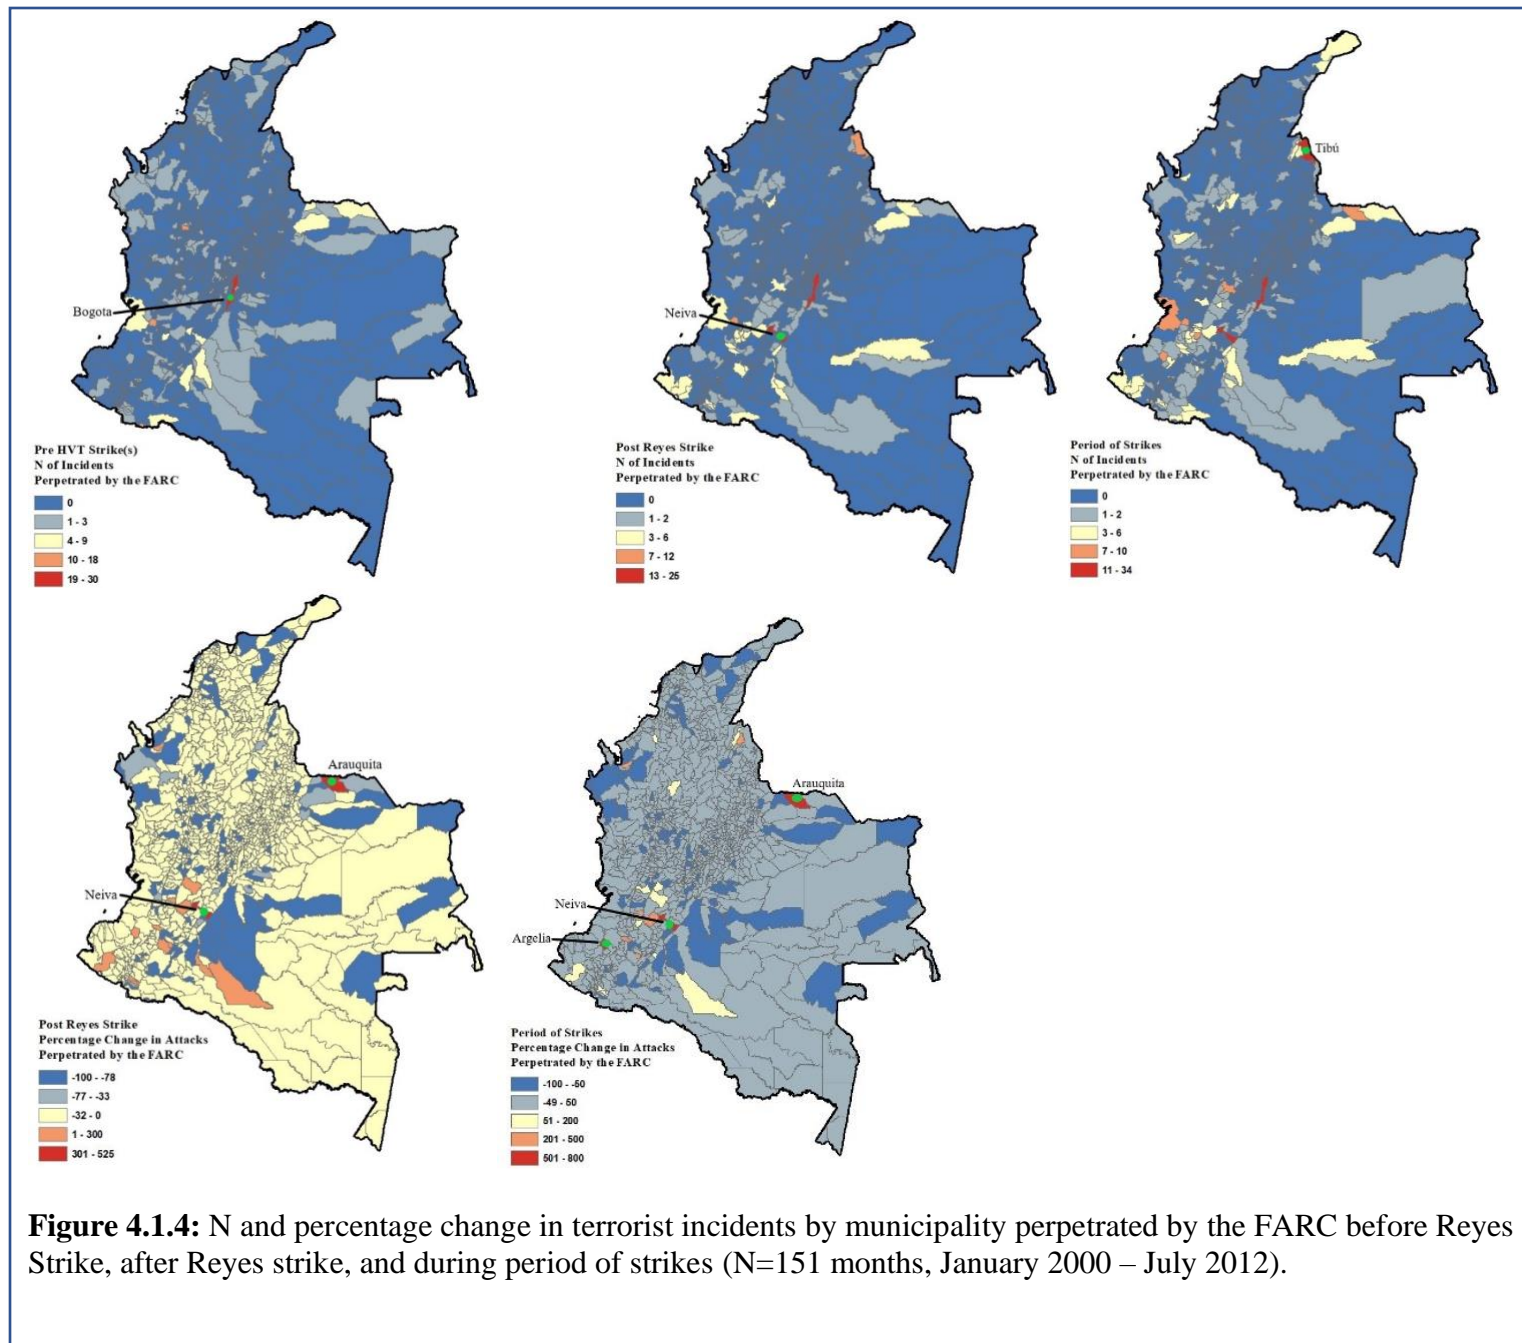 Bogota
Pre HVT Strike(s)
N of Incidents
Perpetrated by the FARC
0
1 - 3
4 - 9
10 - 18
19 - 30
Neiva
Post Reyes Strike
N of Incidents
Perpetrated by the FARC
0
1 - 2
3 - 6
7 - 12
13 - 25
Tibú
Period of Strikes
N of Incidents
Perpetrated by the FARC
0
1 - 2
3 - 6
7 - 10
11 - 34
Arauquita
Neiva
Post Reyes Strike
Percentage Change in Attacks
Perpetrated by the FARC
-100 - -78
-77 - -33
-32 - 0
1 - 300
301 - 525
Arauquita
Neiva
Argelia
Period of Strikes
Percentage Change in Attacks
Perpetrated by the FARC
-100 - -50
-49 - 50
51 - 200
201 - 500
501 - 800
Figure 4.1.4: N and percentage change in terrorist incidents by municipality perpetrated by the FARC before Reyes
Strike, after Reyes strike, and during period of strikes (N=151 months, January 2000 – July 2012).